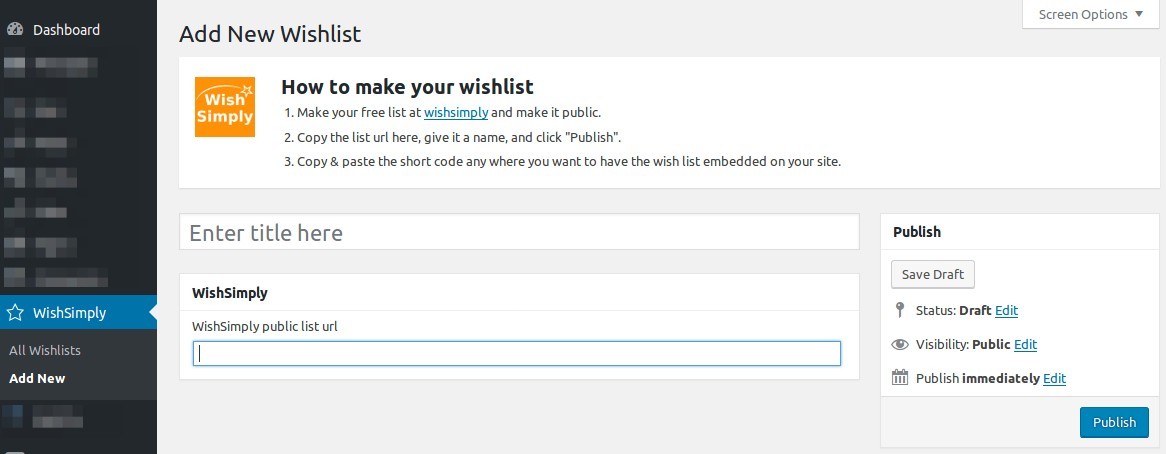 Screen Options
Dashboard
Add New Wishlist
Wish
Simply
How to make your wishlist
1. Make your free list at wishsimply and make it public.
2. Copy the list url here, give it a name, and click "Publish".
3. Copy & paste the short code any where you want to have the wish list embedded on your site.
Enter title here
WishSimply
WishSimply public list url
Publish
Save Draft
Status: Draft Edit
Visibility: Public Edit
Publish immediately Edit
Publish
WishSimply
All Wishlists
Add New